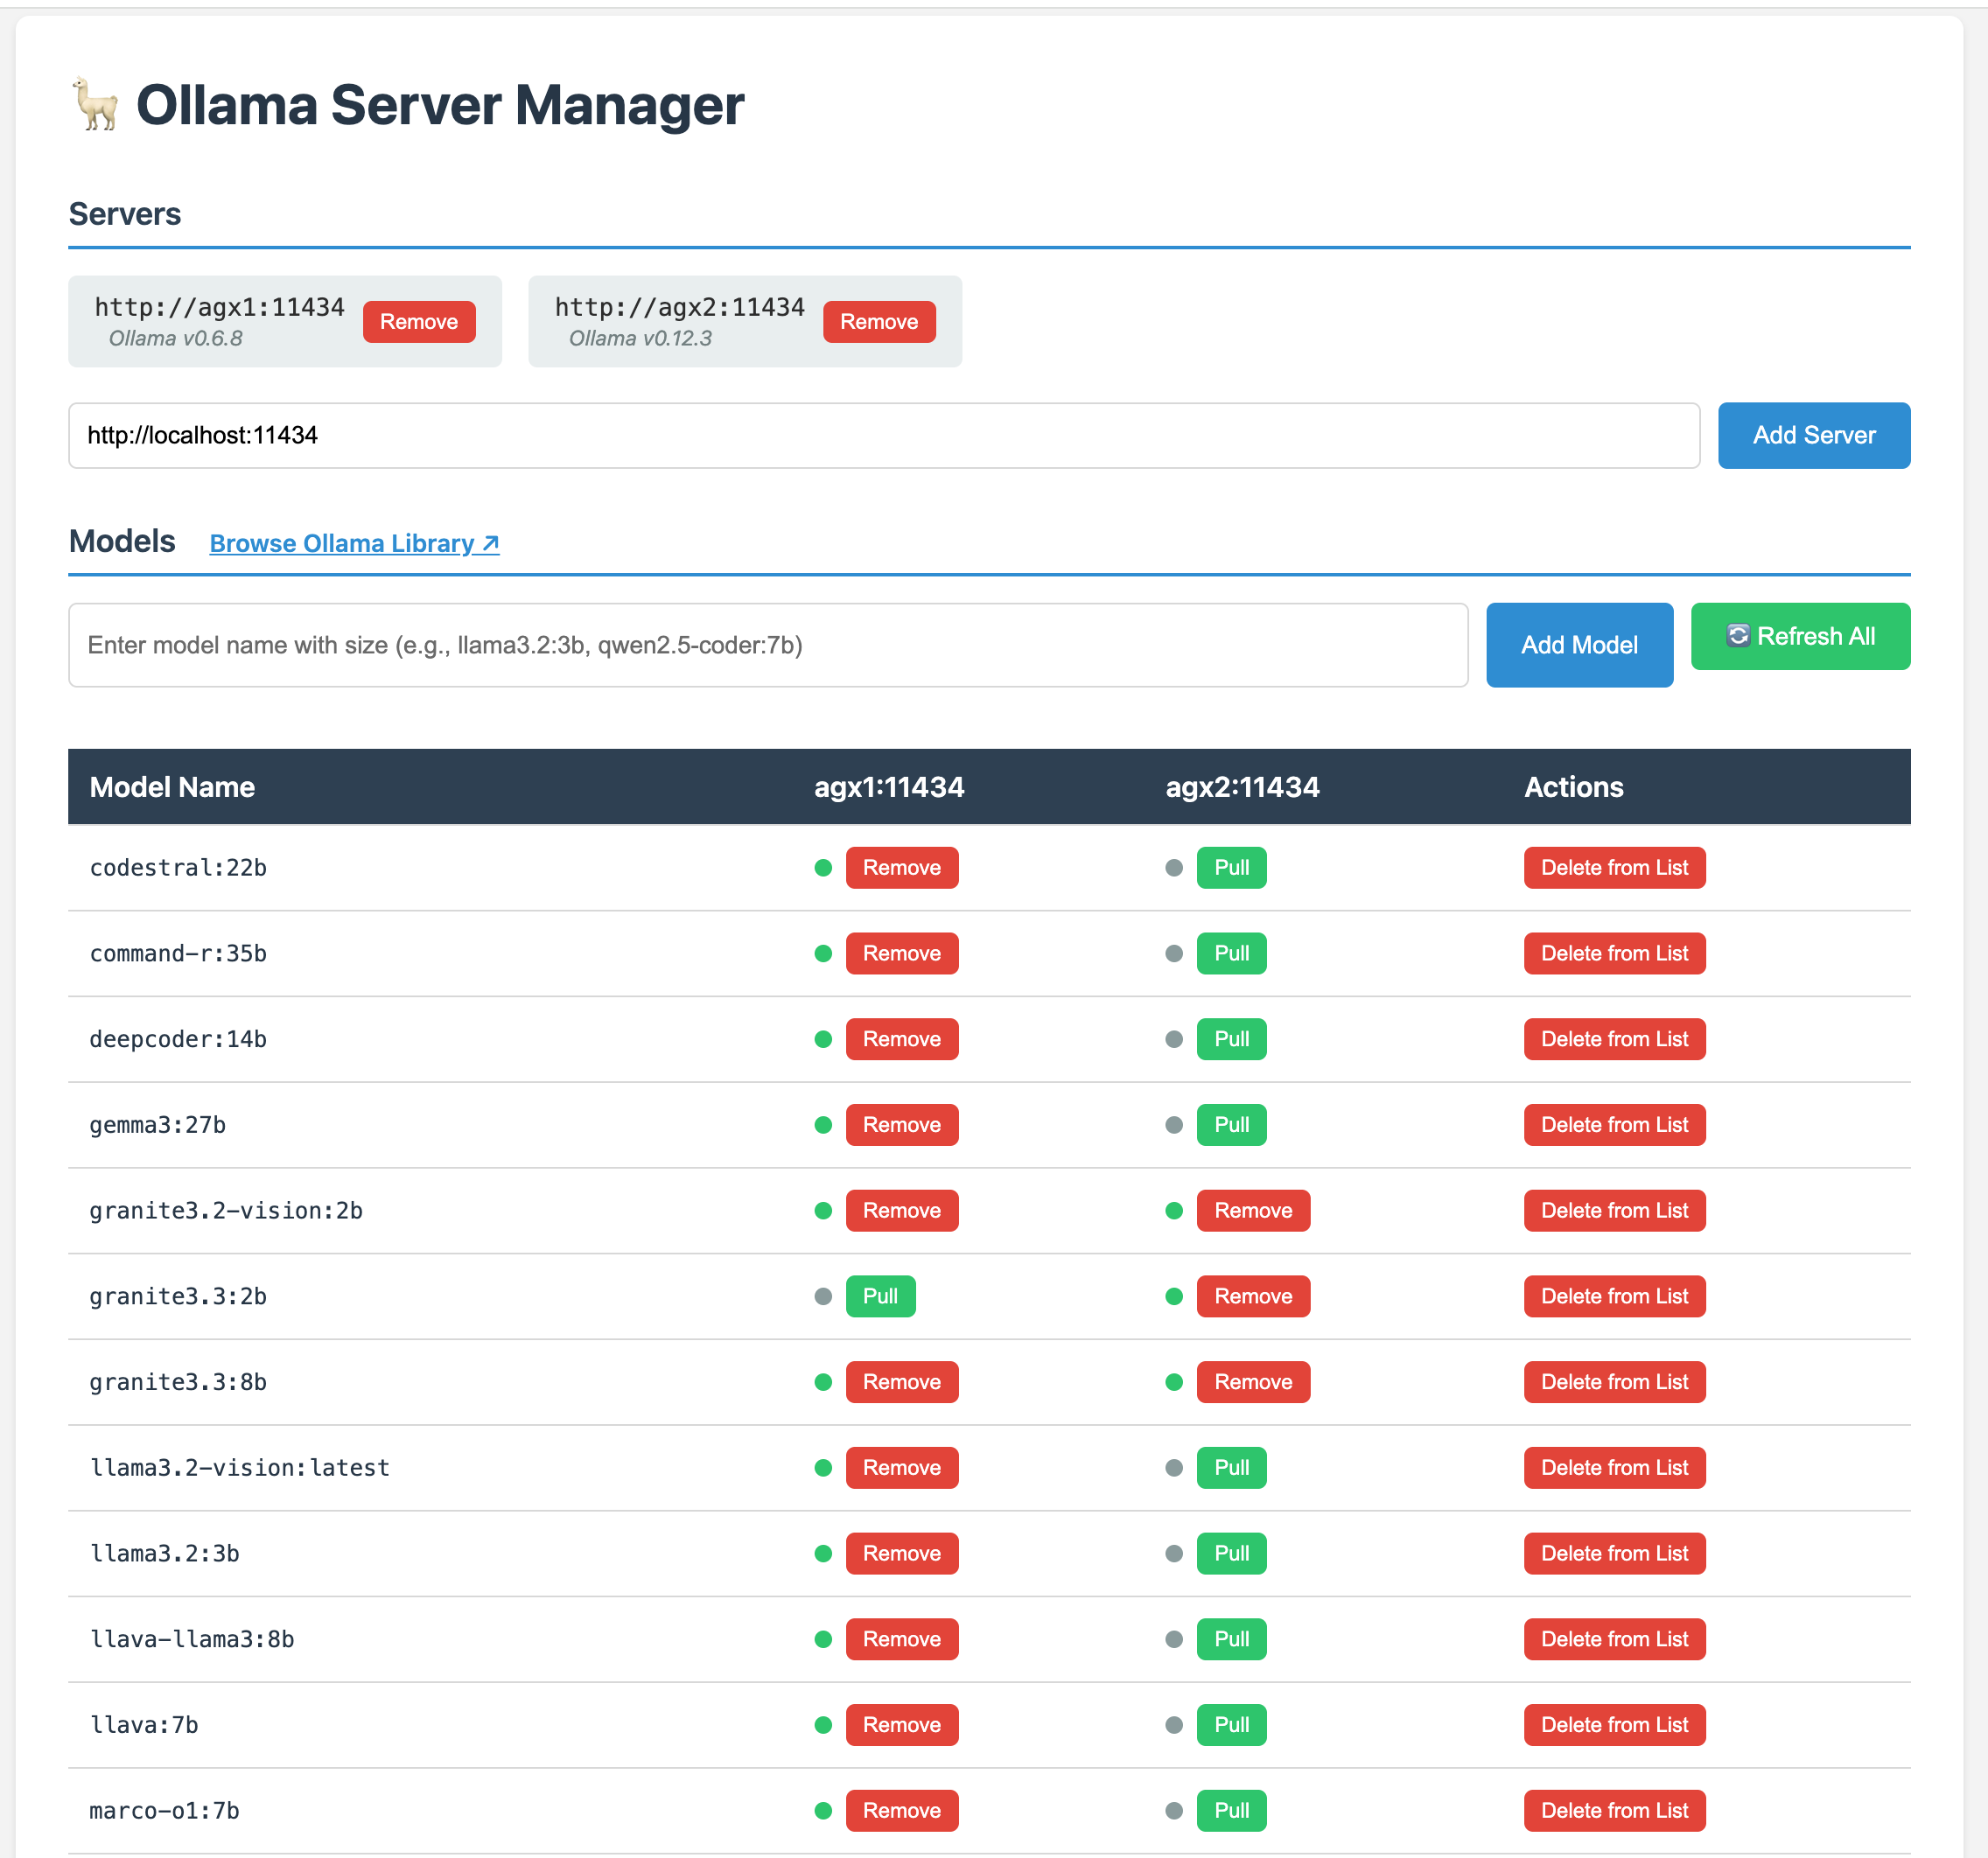 Ollama Server Manager
Servers
http://agx1:11434
Ollama v0.6.8
Remove
http://agx2:11434
Ollama v0.12.3
Remove
http://localhost:11434
Add Server
Models Browse Ollama Library ↗
Enter model name with size (e.g., llama3.2:3b, qwen2.5-coder:7b)
Add Model
Refresh All
Model Name agx1:11434 agx2:11434 Actions
codestral:22b Remove Pull Delete from List
command-r:35b Remove Pull Delete from List
deepcoder:14b Remove Pull Delete from List
gemma3:27b Remove Pull Delete from List
granite3.2-vision:2b Remove Remove Delete from List
granite3.3:2b Pull Remove Delete from List
granite3.3:8b Remove Remove Delete from List
llama3.2-vision:latest Remove Pull Delete from List
llama3.2:3b Remove Pull Delete from List
llava-llama3:8b Remove Pull Delete from List
llava:7b Remove Pull Delete from List
marco-o1:7b Remove Pull Delete from List